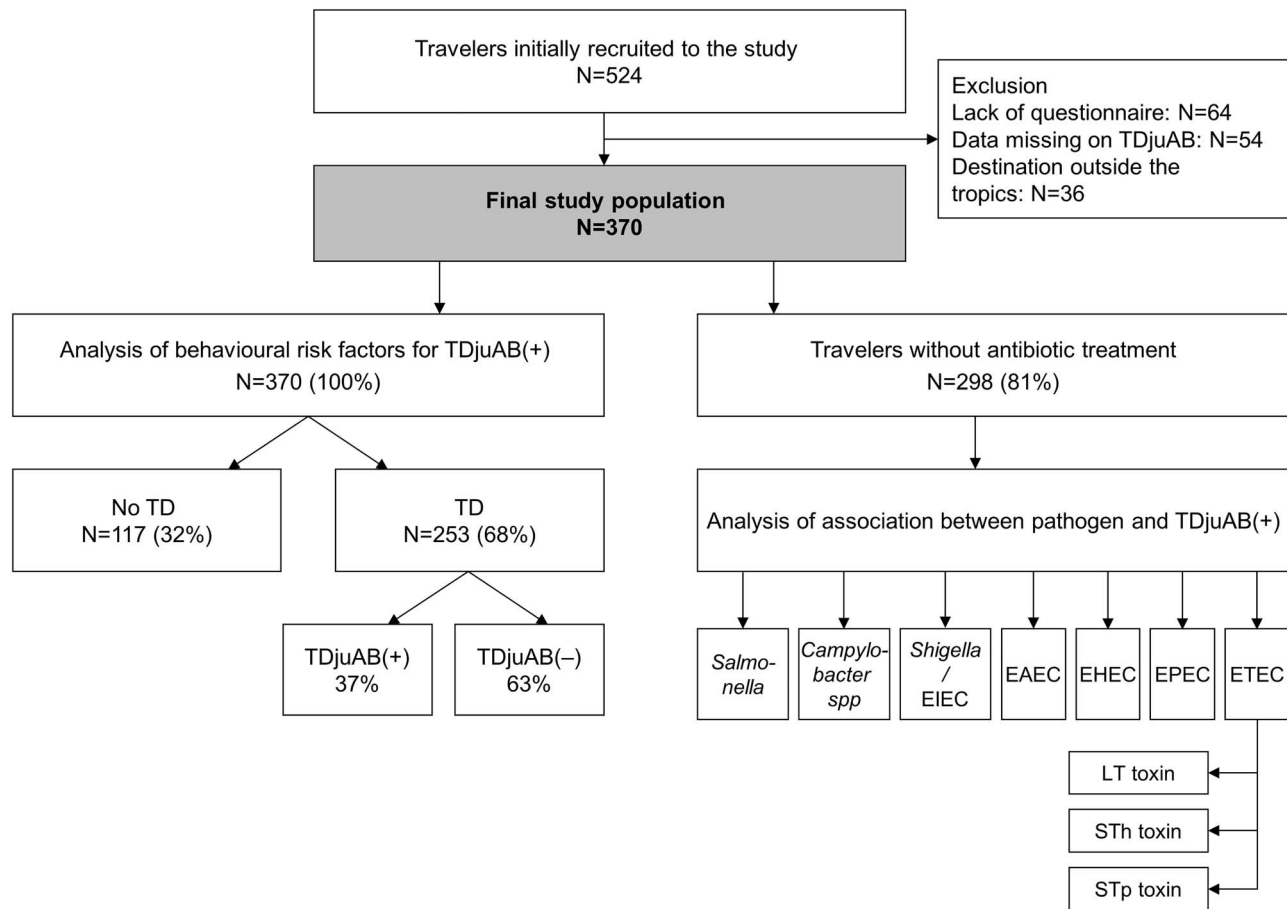 Travelers initially recruited to the study
N=524
Exclusion
Lack of questionnaire: N=64
Data missing on TDjuAB: N=54
Destination outside the
tropics: N=36
Final study population
N=370
Analysis of behavioural risk factors for TDjuAB(+)
N=370 (100%)
Travelers without antibiotic treatment
N=298 (81%)
No TD
N=117 (32%)
TD
N=253 (68%)
Analysis of association between pathogen and TDjuAB(+)
TDjuAB(+)
37%
TDjuAB(–)
63%
Salmo-
nella
Campylo-
bacter
spp
Shigella
/
EIEC
EAEC
EHEC
EPEC
ETEC
LT toxin
STh toxin
STp toxin